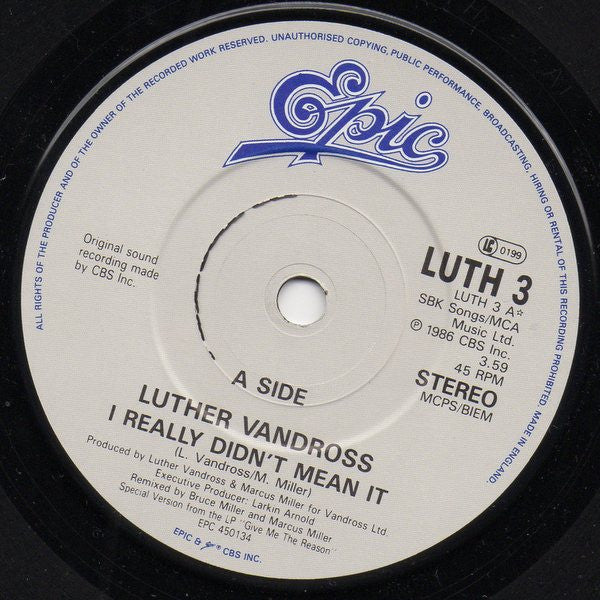 ALL RIGHTS OF THE PRODUCER AND OF THE OWNER OF THE RECORDED WORK RESERVED. UNAUTHORISED COPYING, PUBLIC PERFORMANCE, BROADCASTING, HIRING OR RENTAL OF THIS RECORDING PROHIBITED. MADE IN ENGLAND.
Epic
Original sound
recording made
by CBS Inc.
LC 0199
LUTH 3
LUTH 3 A☆
SBK Songs/MCA
Music Ltd.
℗ 1986 CBS Inc.
3.59
45 RPM
STEREO
MCPS/BIEM
A SIDE
LUTHER VANDROSS
I REALLY DIDN'T MEAN IT
(L. Vandross/M. Miller)
Produced by Luther Vandross & Marcus Miller for Vandross Ltd.
Executive Producer: Larkin Arnold
Remixed by Bruce Miller and Marcus Miller
Special Version from the LP "Give Me The Reason"
EPC 450134
EPIC & Epic ® CBS INC.